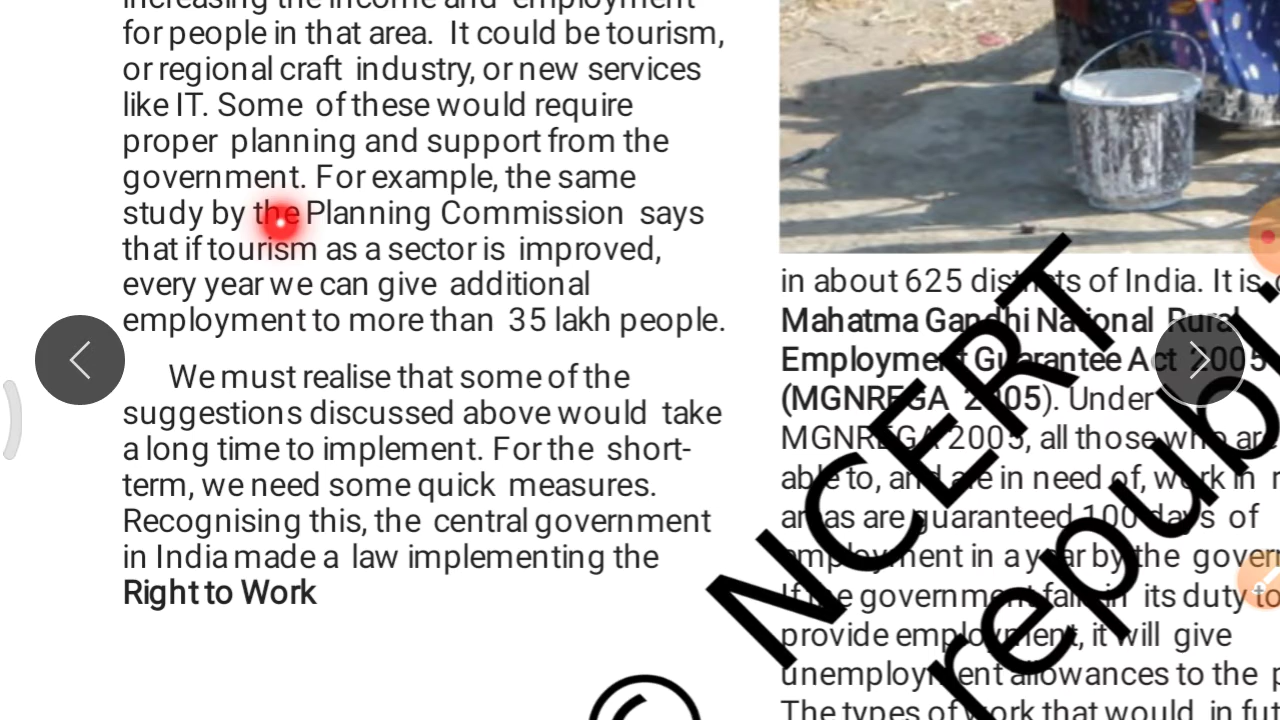 increasing the income and employment
for people in that area. It could be tourism,
or regional craft industry, or new services
like IT. Some of these would require
proper planning and support from the
government. For example, the same
study by the Planning Commission says
that if tourism as a sector is improved,
every year we can give additional
employment to more than 35 lakh people.
We must realise that some of the
suggestions discussed above would take
a long time to implement. For the short-
term, we need some quick measures.
Recognising this, the central government
in India made a law implementing the
Right to Work
in about 625 districts of India. It is
Mahatma Gandhi National Rural
Employment Guarantee Act 2005
(MGNREGA 2005). Under
MGNREGA 2005, all those who are
able to, and are in need of, work in
areas are guaranteed 100 days of
employment in a year by the
If the government fails in its duty to
provide employment, it will give
unemployment allowances to the
The types of work that would in
© NCERT
republi